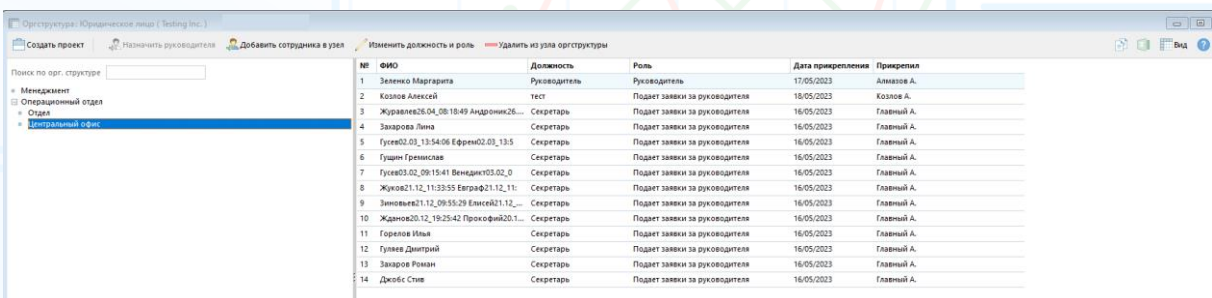 Оргструктура: Юридическое лицо ( Testing Inc. )
Создать проект Назначить руководителя Добавить сотрудника в узел Изменить должность и роль Удалить из узла оргструктуры Вид
Поиск по орг. структуре
Менеджмент
Операционный отдел
Отдел
Центральный офис
№ ФИО Должность Роль Дата прикрепления Прикрепил
1 Зеленко Маргарита Руководитель Руководитель 17/05/2023 Алмазов А.
2 Козлов Алексей тест Подает заявки за руководителя 18/05/2023 Козлов А.
3 Журавлев26.04_08:18:49 Андроник26.... Секретарь Подает заявки за руководителя 16/05/2023 Главный А.
4 Захарова Лина Секретарь Подает заявки за руководителя 16/05/2023 Главный А.
5 Гусев02.03_13:54:06 Ефрем02.03_13:5 Секретарь Подает заявки за руководителя 16/05/2023 Главный А.
6 Гущин Гремислав Секретарь Подает заявки за руководителя 16/05/2023 Главный А.
7 Гусев03.02_09:15:41 Венедикт03.02_0 Секретарь Подает заявки за руководителя 16/05/2023 Главный А.
8 Жуков21.12_11:33:55 Евграф21.12_11: Секретарь Подает заявки за руководителя 16/05/2023 Главный А.
9 Зиновьев21.12_09:55:29 Елисей21.12_... Секретарь Подает заявки за руководителя 16/05/2023 Главный А.
10 Жданов20.12_19:25:42 Прокофий20.1... Секретарь Подает заявки за руководителя 16/05/2023 Главный А.
11 Горелов Илья Секретарь Подает заявки за руководителя 16/05/2023 Главный А.
12 Гуляев Дмитрий Секретарь Подает заявки за руководителя 16/05/2023 Главный А.
13 Захаров Роман Секретарь Подает заявки за руководителя 16/05/2023 Главный А.
14 Джобс Стив Секретарь Подает заявки за руководителя 16/05/2023 Главный А.